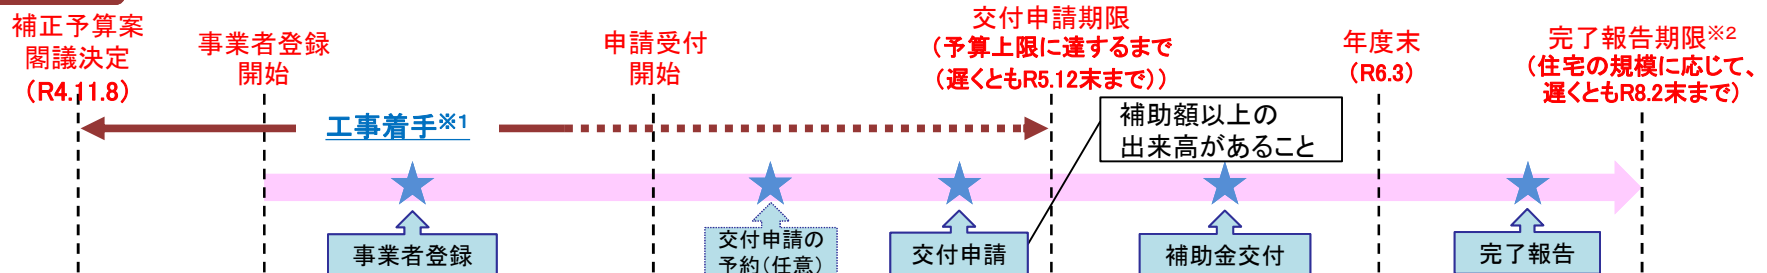 補正予算案
閣議決定
(R4.11.8)
事業者登録
開始
申請受付
開始
交付申請期限
(予算上限に達するまで
(遅くともR5.12末まで))
年度末
(R6.3)
完了報告期限※2
(住宅の規模に応じて、
遅くともR8.2末まで)
工事着手※1
補助額以上の
出来高があること
事業者登録
交付申請の
予約(任意)
交付申請
補助金交付
完了報告